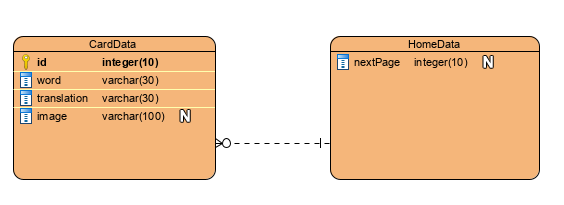 CardData
id integer(10)
word varchar(30)
translation varchar(30)
image varchar(100) N
HomeData
nextPage integer(10) N